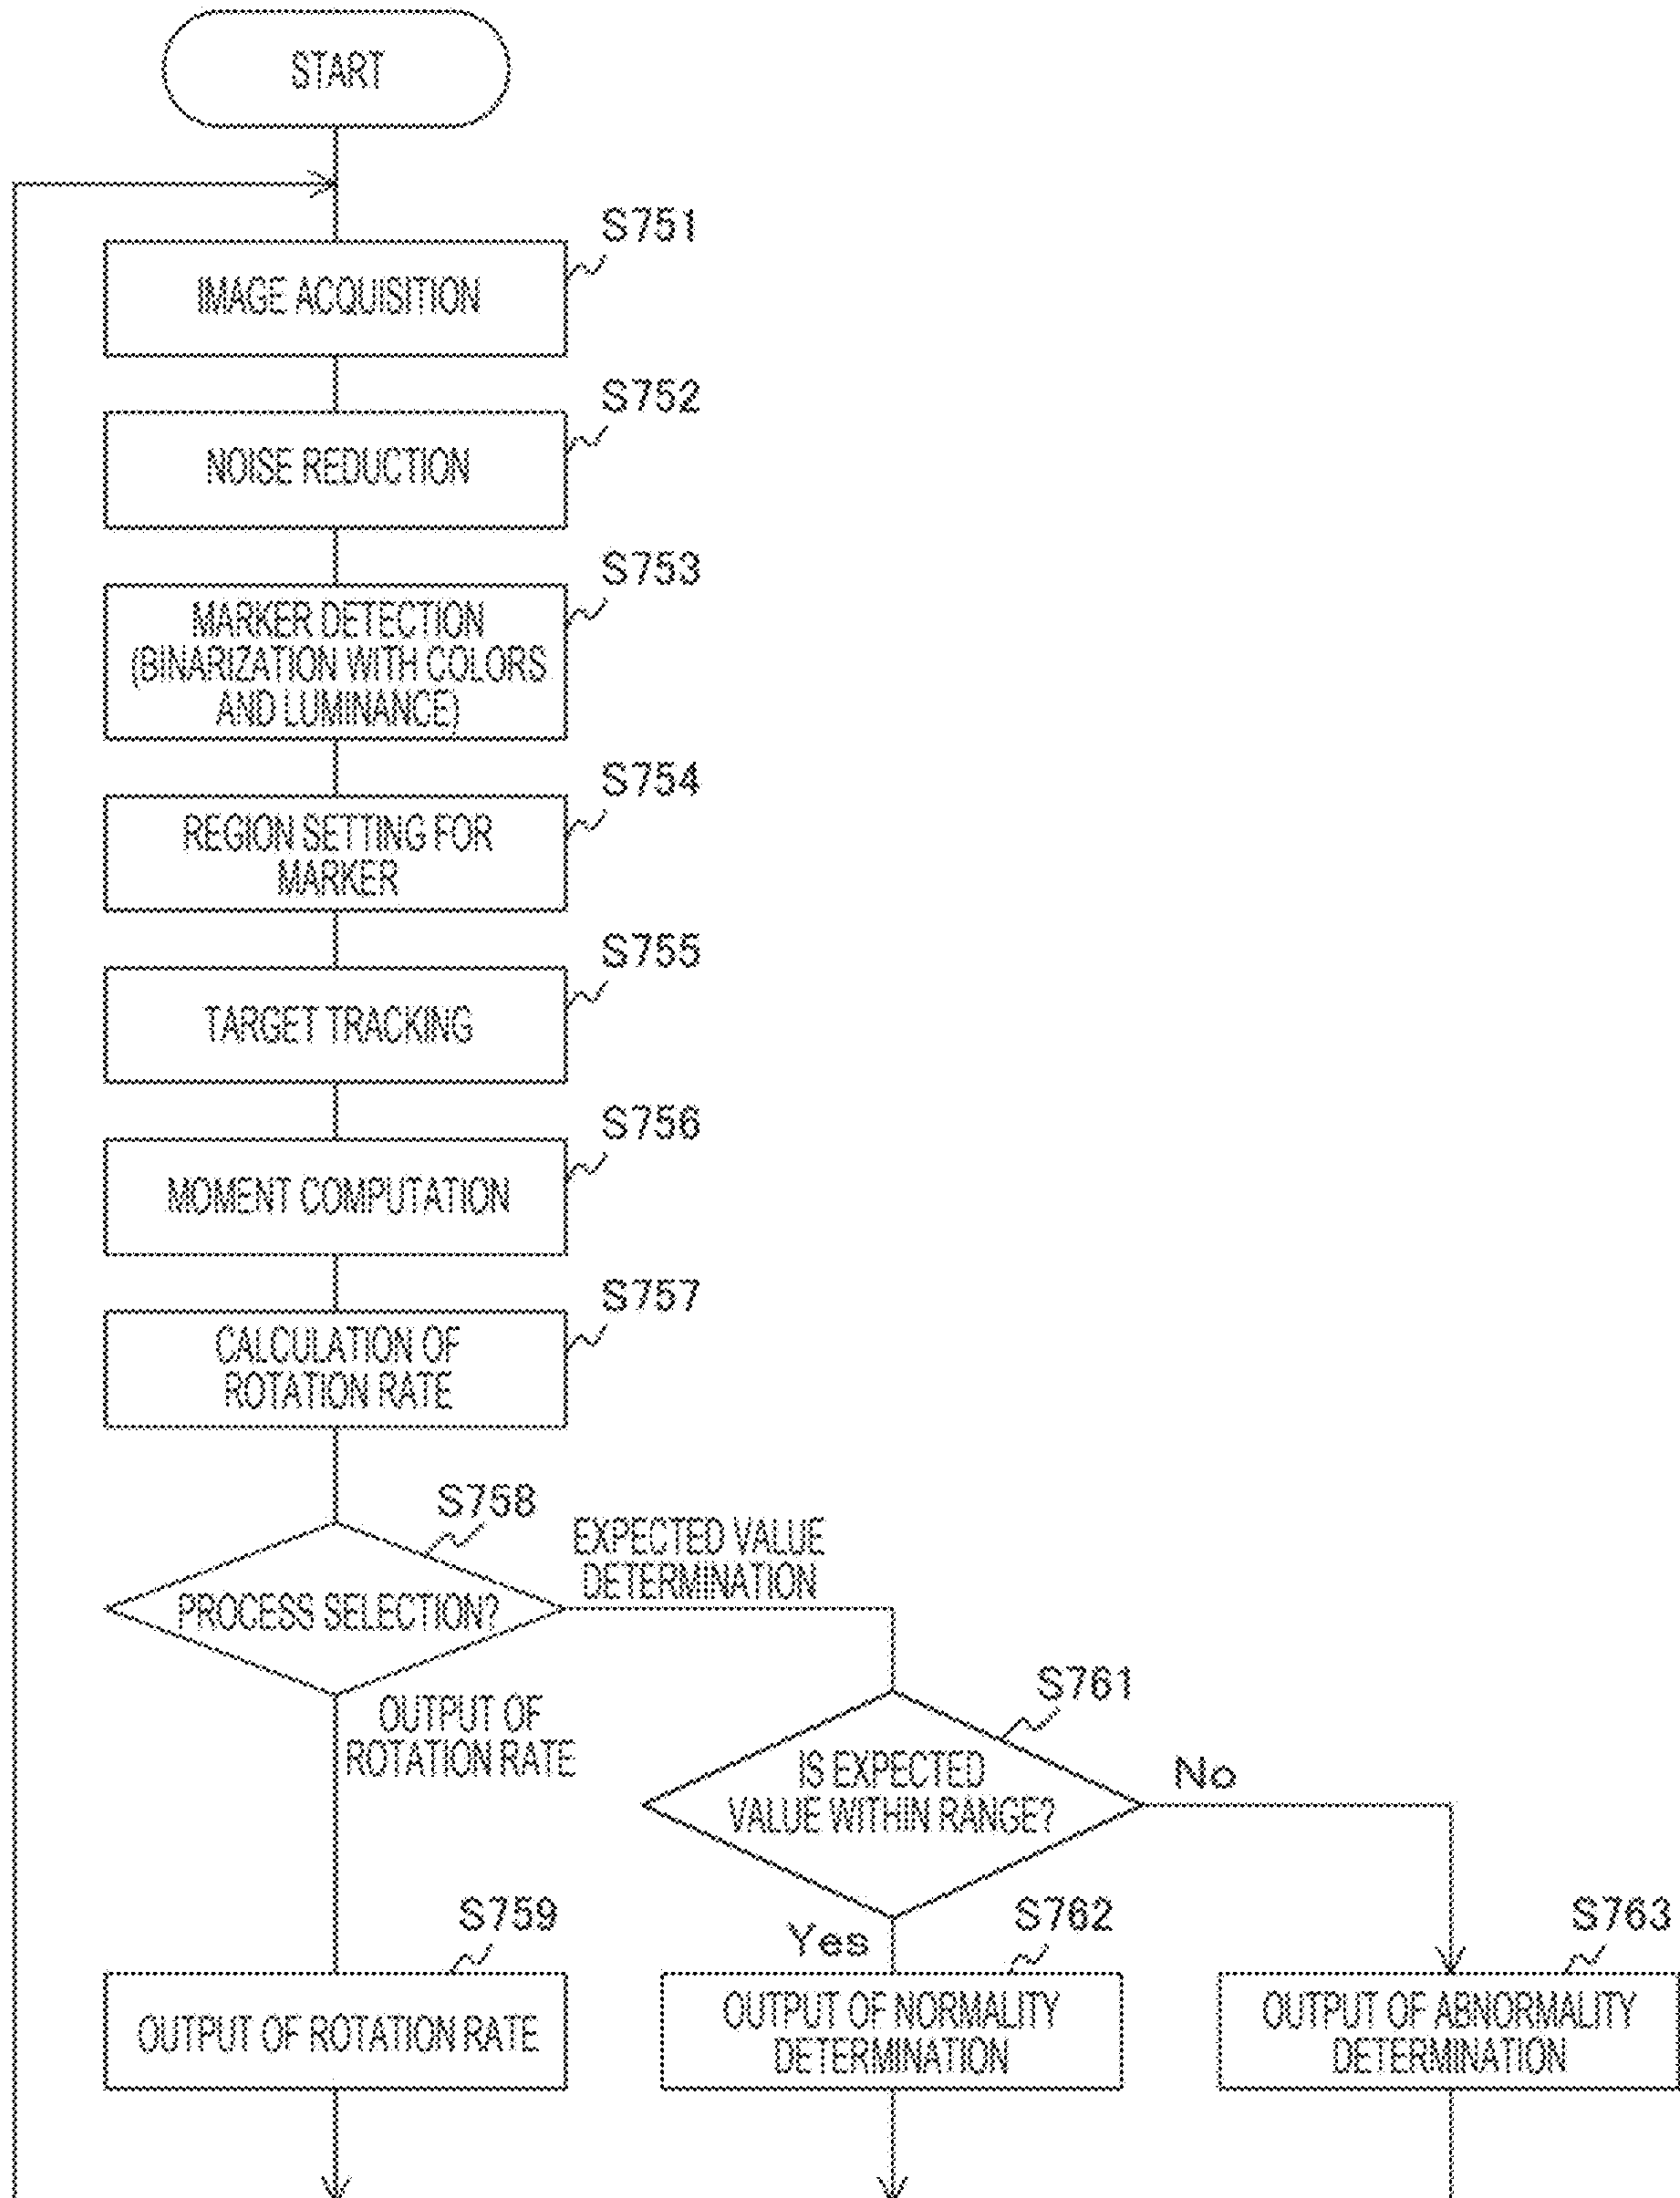 START
S751
IMAGE ACQUISITION
S752
NOISE REDUCTION
S753
MARKER DETECTION
(BINARIZATION WITH COLORS
AND LUMINANCE)
S754
REGION SETTING FOR
MARKER
S755
TARGET TRACKING
S756
MOMENT COMPUTATION
S757
CALCULATION OF
ROTATION RATE
S758
PROCESS SELECTION?
EXPECTED VALUE
DETERMINATION
OUTPUT OF
ROTATION RATE
S761
IS EXPECTED
VALUE WITHIN RANGE?
No
Yes
S759
OUTPUT OF ROTATION RATE
S762
OUTPUT OF NORMALITY
DETERMINATION
S763
OUTPUT OF ABNORMALITY
DETERMINATION